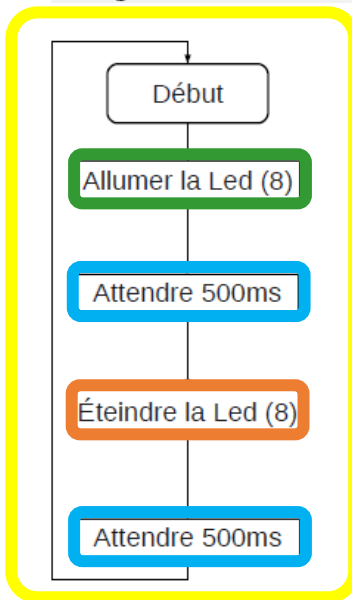 Début
Allumer la Led (8)
Attendre 500ms
Éteindre la Led (8)
Attendre 500ms